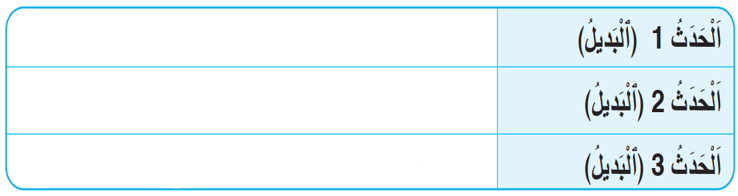 اَلْحَدَثُ 1 (اَلْبَديلُ)
اَلْحَدَثُ 2 (اَلْبَديلُ)
اَلْحَدَثُ 3 (اَلْبَديلُ)